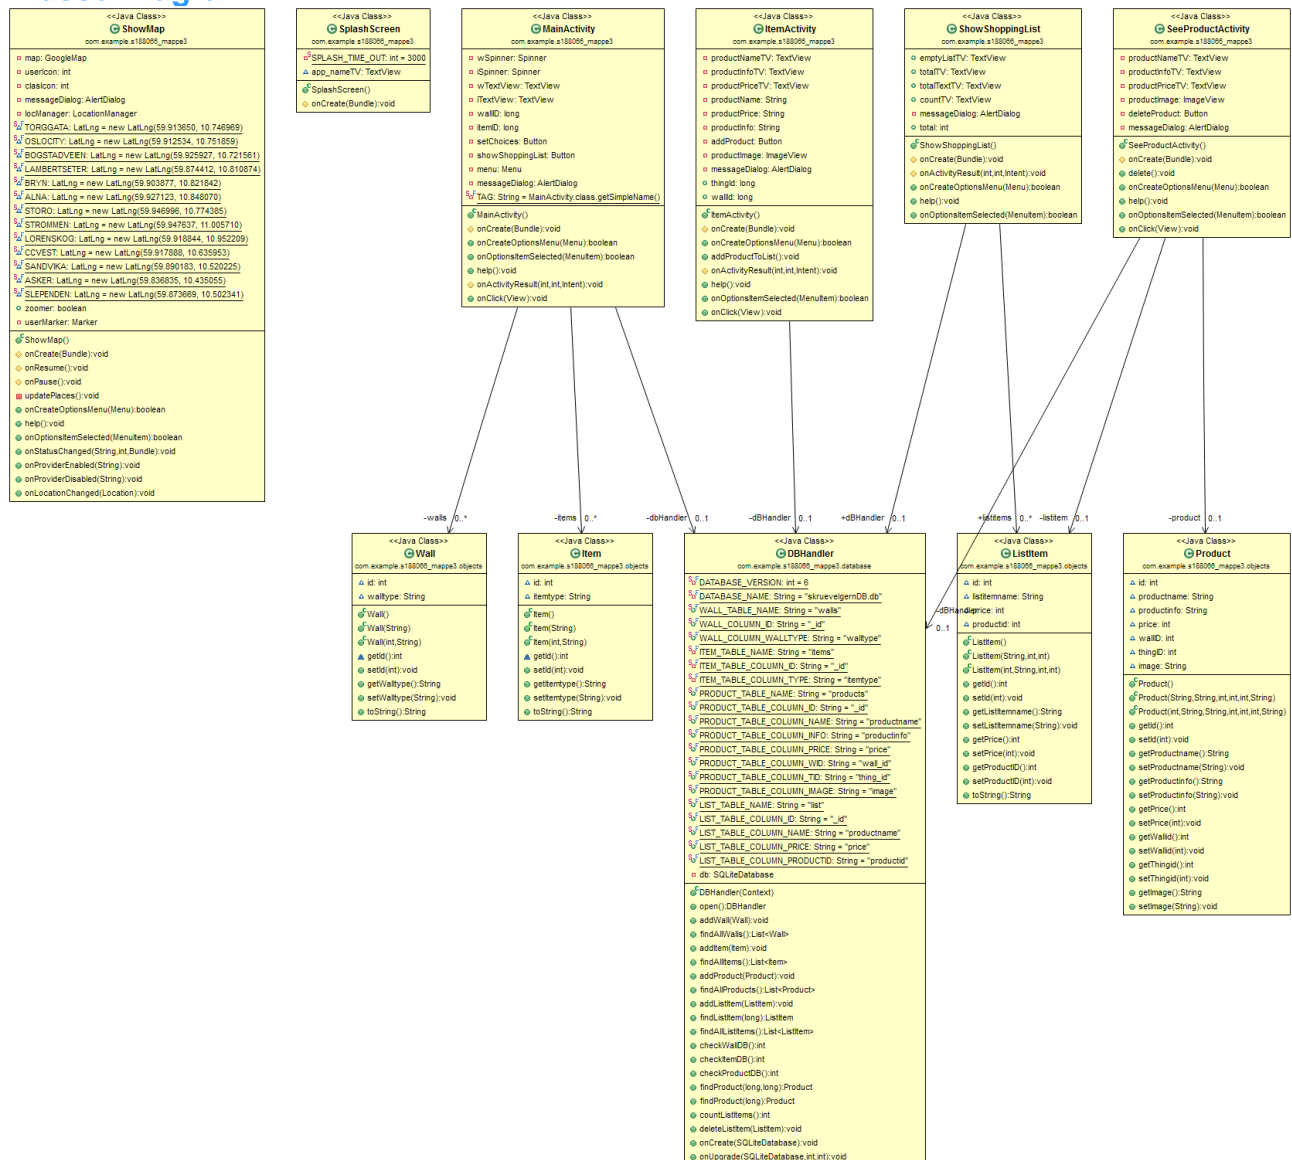 <<Java Class>>
ShowMap
com.example.s188066_mappe3
map: GoogleMap
userIcon: int
clasIcon: int
messageDialog: AlertDialog
locManager: LocationManager
TORGGATA: LatLng = new LatLng(59.913650, 10.746969)
OSLOCITY: LatLng = new LatLng(59.912534, 10.751859)
BOGSTADVEIEN: LatLng = new LatLng(59.925927, 10.721561)
LAMBERTSETER: LatLng = new LatLng(59.874412, 10.810874)
BRYN: LatLng = new LatLng(59.903877, 10.821842)
ALNA: LatLng = new LatLng(59.927123, 10.848070)
STORO: LatLng = new LatLng(59.946996, 10.774385)
STROMMEN: LatLng = new LatLng(59.947637, 11.005710)
LORENSKOG: LatLng = new LatLng(59.918844, 10.952209)
CCVEST: LatLng = new LatLng(59.917888, 10.635953)
SANDVIKA: LatLng = new LatLng(59.890183, 10.520225)
ASKER: LatLng = new LatLng(59.836835, 10.435055)
SLEPENDEN: LatLng = new LatLng(59.873669, 10.502341)
zoomer: boolean
userMarker: Marker
ShowMap()
onCreate(Bundle):void
onResume():void
onPause():void
updatePlaces():void
onCreateOptionsMenu(Menu):boolean
help():void
onOptionsItemSelected(MenuItem):boolean
onStatusChanged(String,int,Bundle):void
onProviderEnabled(String):void
onProviderDisabled(String):void
onLocationChanged(Location):void
<<Java Class>>
SplashScreen
com.example.s188066_mappe3
SPLASH_TIME_OUT: int = 3000
app_nameTV: TextView
SplashScreen()
onCreate(Bundle):void
<<Java Class>>
MainActivity
com.example.s188066_mappe3
wSpinner: Spinner
iSpinner: Spinner
wTextView: TextView
iTextView: TextView
wallID: long
itemID: long
setChoices: Button
showShoppingList: Button
menu: Menu
messageDialog: AlertDialog
TAG: String = MainActivity.class.getSimpleName()
MainActivity()
onCreate(Bundle):void
onCreateOptionsMenu(Menu):boolean
onOptionsItemSelected(MenuItem):boolean
help():void
onActivityResult(int,int,Intent):void
onClick(View):void
<<Java Class>>
ItemActivity
com.example.s188066_mappe3
productNameTV: TextView
productInfoTV: TextView
productPriceTV: TextView
productName: String
productPrice: String
productInfo: String
addProduct: Button
productImage: ImageView
messageDialog: AlertDialog
thingId: long
wallId: long
ItemActivity()
onCreate(Bundle):void
onCreateOptionsMenu(Menu):boolean
addProductToList():void
onActivityResult(int,int,Intent):void
help():void
onOptionsItemSelected(MenuItem):boolean
onClick(View):void
<<Java Class>>
ShowShoppingList
com.example.s188066_mappe3
emptyListTV: TextView
totalTV: TextView
totalTextTV: TextView
countTV: TextView
messageDialog: AlertDialog
total: int
ShowShoppingList()
onCreate(Bundle):void
onActivityResult(int,int,Intent):void
onCreateOptionsMenu(Menu):boolean
help():void
onOptionsItemSelected(MenuItem):boolean
<<Java Class>>
SeeProductActivity
com.example.s188066_mappe3
productNameTV: TextView
productInfoTV: TextView
productPriceTV: TextView
productImage: ImageView
deleteProduct: Button
messageDialog: AlertDialog
SeeProductActivity()
onCreate(Bundle):void
delete():void
onCreateOptionsMenu(Menu):boolean
help():void
onOptionsItemSelected(MenuItem):boolean
onClick(View):void
-walls 0..*
-items 0..*
-dbHandler 0..1
-dBHandler 0..1
+dBHandler 0..1
+listitems 0..*
-listitem 0..1
-product 0..1
<<Java Class>>
Wall
com.example.s188066_mappe3.objects
id: int
walltype: String
Wall()
Wall(String)
Wall(int,String)
getId():int
setId(int):void
getWalltype():String
setWalltype(String):void
toString():String
<<Java Class>>
Item
com.example.s188066_mappe3.objects
id: int
itemtype: String
Item()
Item(String)
Item(int,String)
getId():int
setId(int):void
getItemtype():String
setItemtype(String):void
toString():String
<<Java Class>>
DBHandler
com.example.s188066_mappe3.database
DATABASE_VERSION: int = 6
DATABASE_NAME: String = "skruevelgernDB.db"
WALL_TABLE_NAME: String = "walls"
WALL_COLUMN_ID: String = "_id"
WALL_COLUMN_WALLTYPE: String = "walltype"
ITEM_TABLE_NAME: String = "items"
ITEM_TABLE_COLUMN_ID: String = "_id"
ITEM_TABLE_COLUMN_TYPE: String = "itemtype"
PRODUCT_TABLE_NAME: String = "products"
PRODUCT_TABLE_COLUMN_ID: String = "_id"
PRODUCT_TABLE_COLUMN_NAME: String = "productname"
PRODUCT_TABLE_COLUMN_INFO: String = "productinfo"
PRODUCT_TABLE_COLUMN_PRICE: String = "price"
PRODUCT_TABLE_COLUMN_WID: String = "wall_id"
PRODUCT_TABLE_COLUMN_TID: String = "thing_id"
PRODUCT_TABLE_COLUMN_IMAGE: String = "image"
LIST_TABLE_NAME: String = "list"
LIST_TABLE_COLUMN_ID: String = "_id"
LIST_TABLE_COLUMN_NAME: String = "productname"
LIST_TABLE_COLUMN_PRICE: String = "price"
LIST_TABLE_COLUMN_PRODUCTID: String = "productid"
db: SQLiteDatabase
DBHandler(Context)
open():DBHandler
addWall(Wall):void
findAllWalls():List<Wall>
addItem(Item):void
findAllItems():List<Item>
addProduct(Product):void
findAllProducts():List<Product>
addListItem(ListItem):void
findListItem(long):ListItem
findAllListItems():List<ListItem>
checkWallDB():int
checkItemDB():int
checkProductDB():int
findProduct(long,long):Product
findProduct(long):Product
countListItems():int
deleteListItem(ListItem):void
onCreate(SQLiteDatabase):void
onUpgrade(SQLiteDatabase,int,int):void
-dBHandler
0..1
<<Java Class>>
ListItem
com.example.s188066_mappe3.objects
id: int
listitemname: String
price: int
productid: int
ListItem()
ListItem(String,int,int)
ListItem(int,String,int,int)
getId():int
setId(int):void
getListItemname():String
setListItemname(String):void
getPrice():int
setPrice(int):void
getProductID():int
setProductID(int):void
toString():String
<<Java Class>>
Product
com.example.s188066_mappe3.objects
id: int
productname: String
productinfo: String
price: int
wallID: int
thingID: int
image: String
Product()
Product(String,String,int,int,int,String)
Product(int,String,String,int,int,int,String)
getId():int
setId(int):void
getProductname():String
setProductname(String):void
getProductinfo():String
setProductinfo(String):void
getPrice():int
setPrice(int):void
getWallid():int
setWallid(int):void
getThingid():int
setThingid(int):void
getImage():String
setImage(String):void